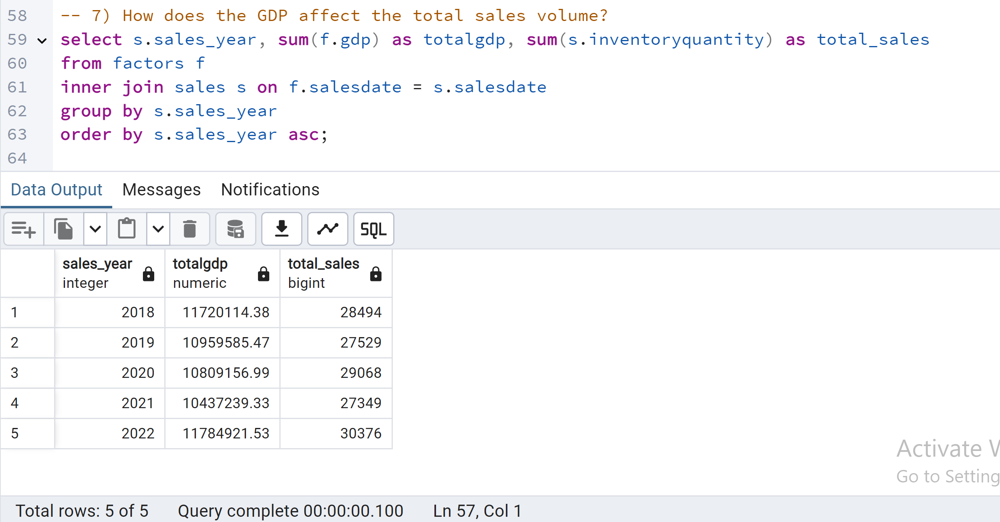 58 -- 7) How does the GDP affect the total sales volume?
59 select s.sales_year, sum(f.gdp) as totalgdp, sum(s.inventoryquantity) as total_sales
60 from factors f
61 inner join sales s on f.salesdate = s.salesdate
62 group by s.sales_year
63 order by s.sales_year asc;
64
Data Output Messages Notifications
SQL
sales_year totalgdp total_sales
integer numeric bigint
1 2018 11720114.38 28494
2 2019 10959585.47 27529
3 2020 10809156.99 29068
4 2021 10437239.33 27349
5 2022 11784921.53 30376
Activate
Go to Setting
Total rows: 5 of 5 Query complete 00:00:00.100 Ln 57, Col 1